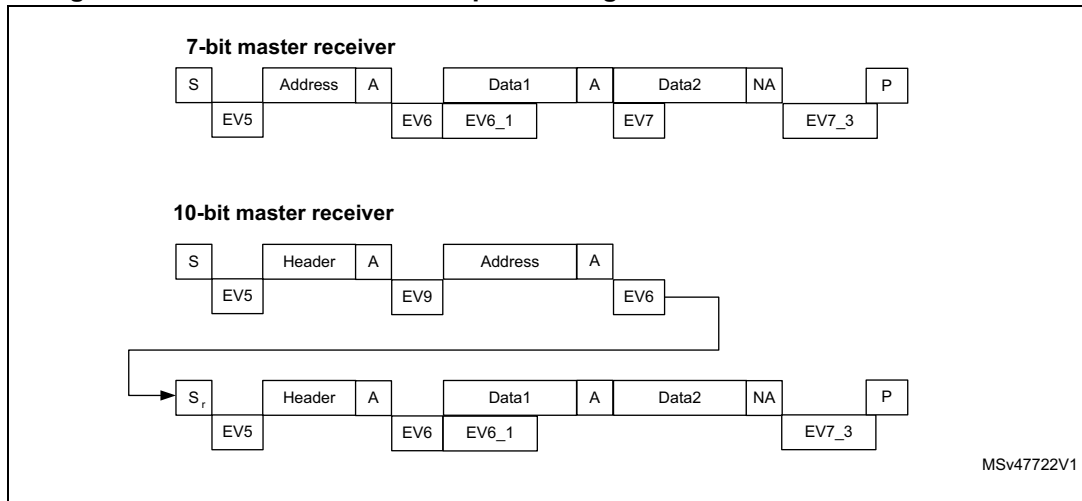 7-bit master receiver
S Address A Data1 A Data2 NA P
EV5 EV6 EV6_1 EV7 EV7_3
10-bit master receiver
S Header A Address A
EV5 EV9 EV6
Sr Header A Data1 A Data2 NA P
EV5 EV6 EV6_1 EV7_3
MSv47722V1